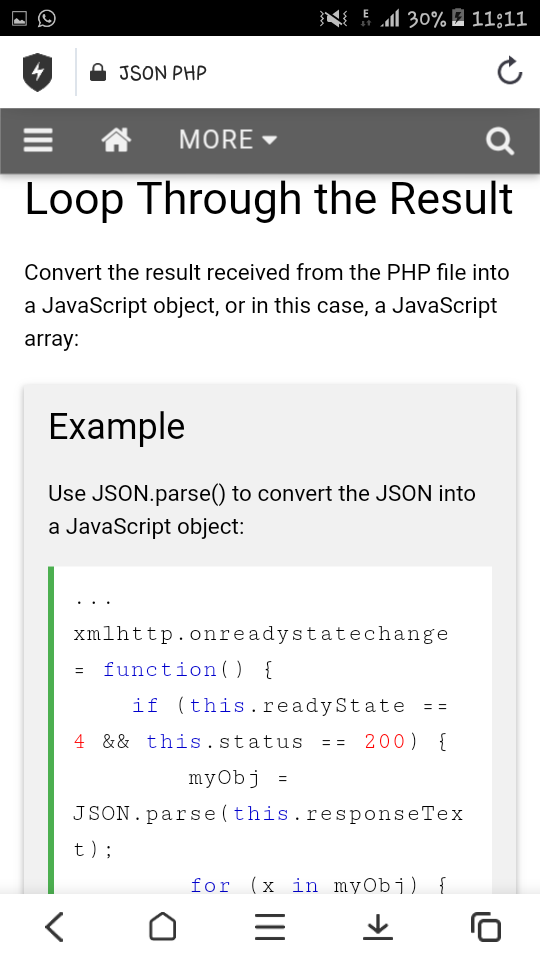 E 30% 11:11
JSON PHP
MORE
Loop Through the Result
Convert the result received from the PHP file into
a JavaScript object, or in this case, a JavaScript
array:
Example
Use JSON.parse() to convert the JSON into
a JavaScript object:
...
xmlhttp.onreadystatechange
= function() {
if (this.readyState ==
4 && this.status == 200) {
myObj =
JSON.parse(this.responseTex
t);
for (x in myObj) {